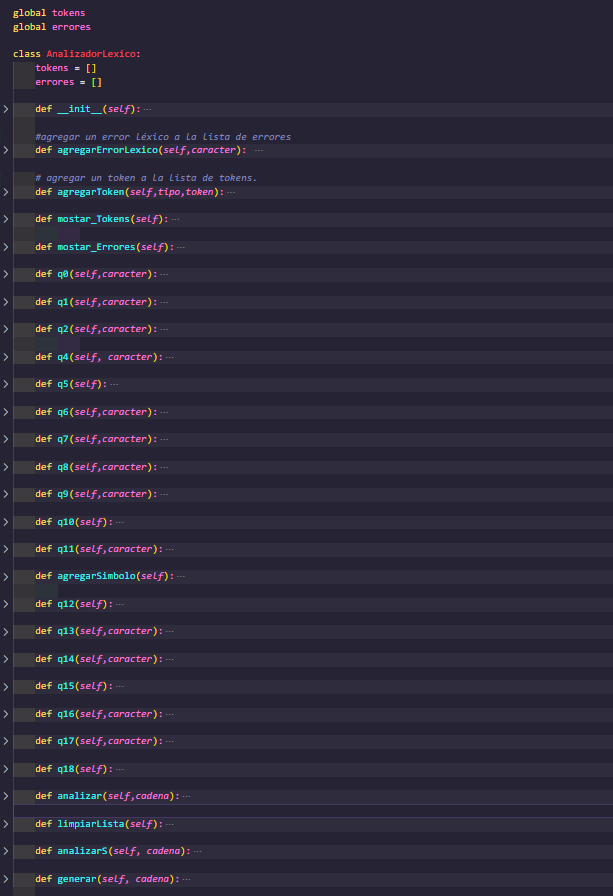 global tokens
global errores
class AnalizadorLexico:
tokens = []
errores = []
def __init__(self): ...
#agregar un error léxico a la lista de errores
def agregarErrorLexico(self,caracter): ...
# agregar un token a la lista de tokens.
def agregarToken(self,tipo,token): ...
def mostar_Tokens(self): ...
def mostar_Errores(self): ...
def q0(self,caracter): ...
def q1(self,caracter): ...
def q2(self,caracter): ...
def q4(self, caracter): ...
def q5(self): ...
def q6(self,caracter): ...
def q7(self,caracter): ...
def q8(self,caracter): ...
def q9(self,caracter): ...
def q10(self): ...
def q11(self,caracter): ...
def agregarSimbolo(self): ...
def q12(self): ...
def q13(self,caracter): ...
def q14(self,caracter): ...
def q15(self): ...
def q16(self,caracter): ...
def q17(self,caracter): ...
def q18(self): ...
def analizar(self,cadena): ...
def limpiarLista(self): ...
def analizarS(self, cadena): ...
def generar(self, cadena): ...